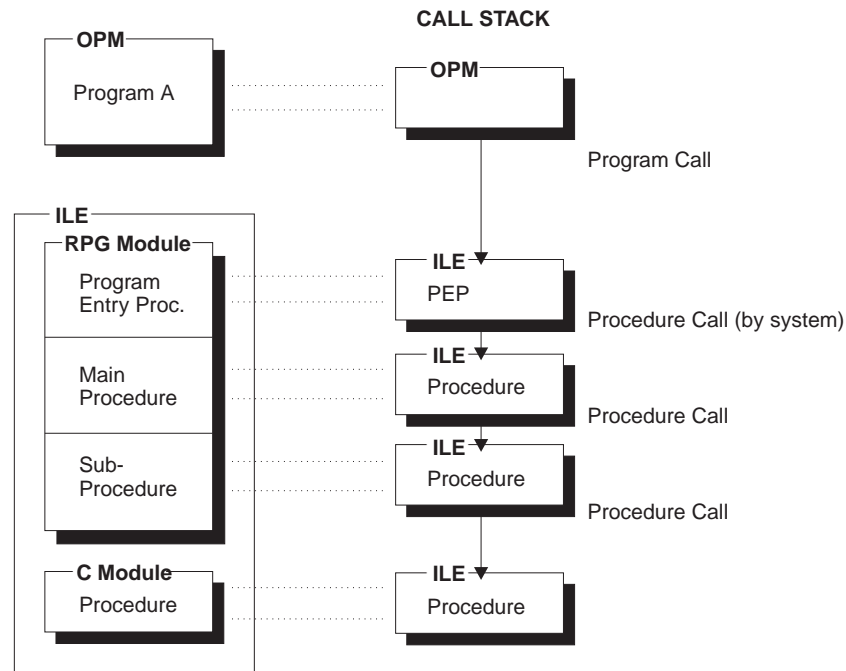 CALL STACK
OPM
Program A
OPM
Program Call
ILE
RPG Module
Program
Entry Proc.
ILE
PEP
Procedure Call (by system)
Main
Procedure
ILE
Procedure
Procedure Call
Sub-
Procedure
ILE
Procedure
Procedure Call
C Module
Procedure
ILE
Procedure